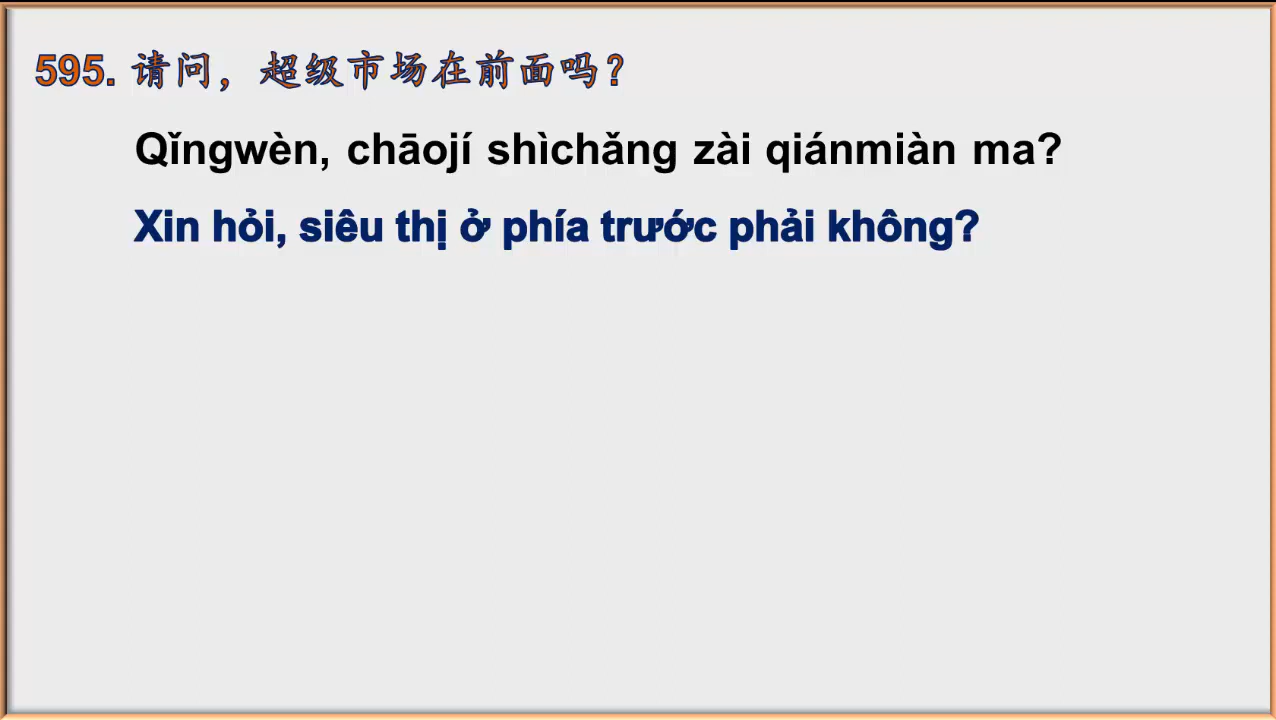 595. 请问，超级市场在前面吗？
Qǐngwèn, chāojí shìchǎng zài qiánmiàn ma?
Xin hỏi, siêu thị ở phía trước phải không?